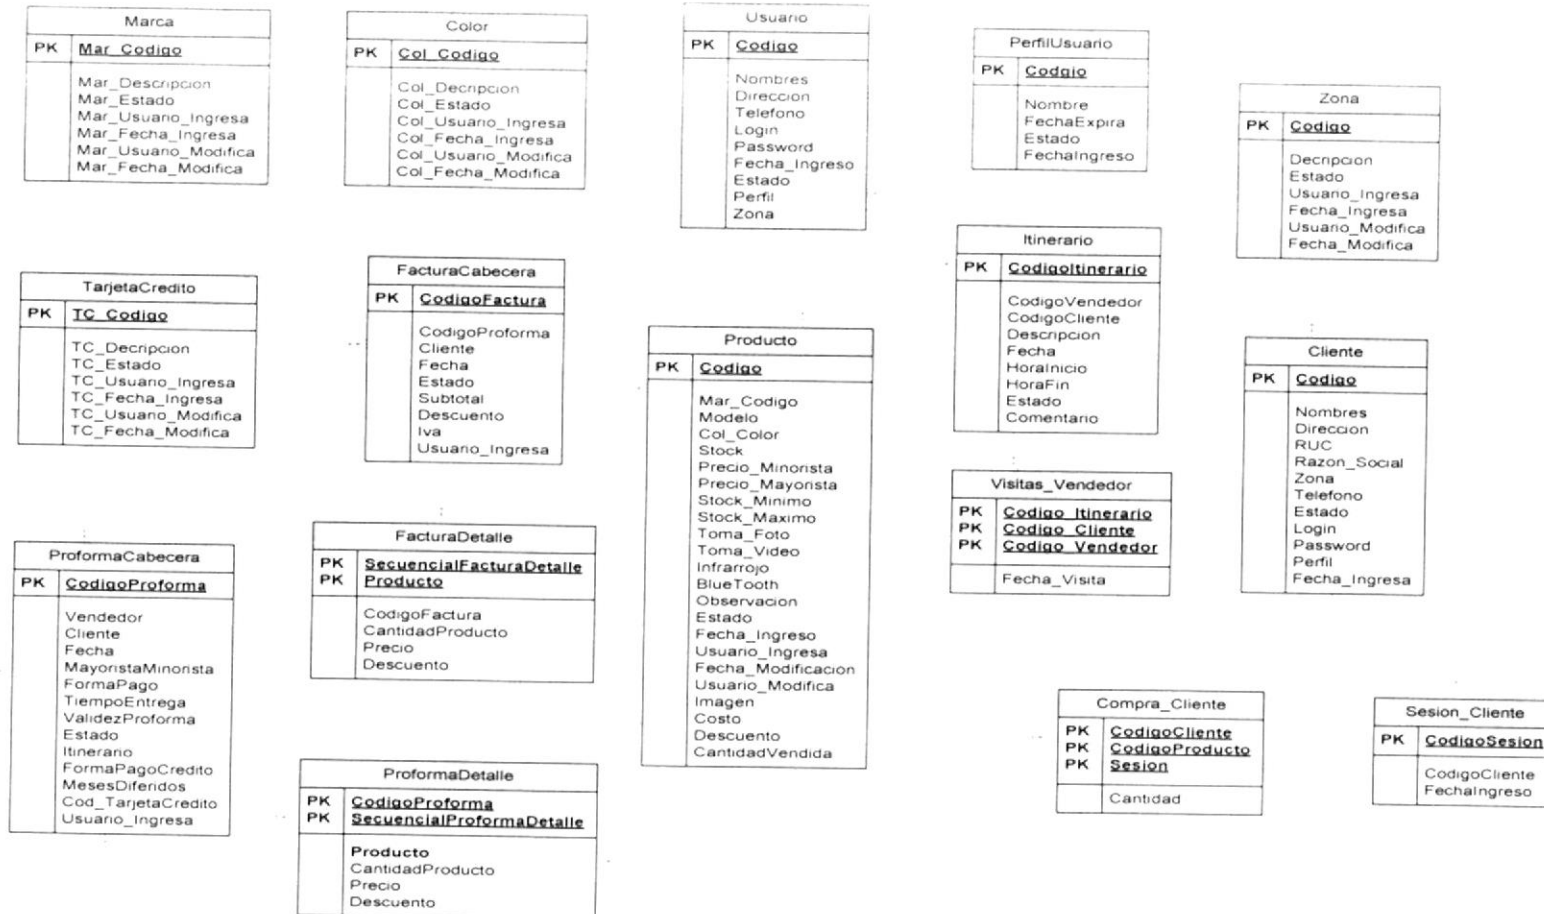 Marca
PK Mar_Codigo
Mar_Descripcion
Mar_Estado
Mar_Usuario_Ingresa
Mar_Fecha_Ingresa
Mar_Usuario_Modifica
Mar_Fecha_Modifica
Color
PK Col_Codigo
Col_Decripcion
Col_Estado
Col_Usuario_Ingresa
Col_Fecha_Ingresa
Col_Usuario_Modifica
Col_Fecha_Modifica
Usuario
PK Codigo
Nombres
Direccion
Telefono
Login
Password
Fecha_Ingreso
Estado
Perfil
Zona
PerfilUsuario
PK Codgio
Nombre
FechaExpira
Estado
FechaIngreso
Zona
PK Codigo
Decripcion
Estado
Usuario_Ingresa
Fecha_Ingresa
Usuario_Modifica
Fecha_Modifica
TarjetaCredito
PK TC_Codigo
TC_Decripcion
TC_Estado
TC_Usuario_Ingresa
TC_Fecha_Ingresa
TC_Usuario_Modifica
TC_Fecha_Modifica
FacturaCabecera
PK CodigoFactura
CodigoProforma
Cliente
Fecha
Estado
Subtotal
Descuento
Iva
Usuario_Ingresa
Producto
PK Codigo
Mar_Codigo
Modelo
Col_Color
Stock
Precio_Minorista
Precio_Mayorista
Stock_Minimo
Stock_Maximo
Toma_Foto
Toma_Video
Infrarrojo
BlueTooth
Observacion
Estado
Fecha_Ingreso
Usuario_Ingresa
Fecha_Modificacion
Usuario_Modifica
Imagen
Costo
Descuento
CantidadVendida
Itinerario
PK CodigoItinerario
CodigoVendedor
CodigoCliente
Descripcion
Fecha
HoraInicio
HoraFin
Estado
Comentario
Cliente
PK Codigo
Nombres
Direccion
RUC
Razon_Social
Zona
Telefono
Estado
Login
Password
Perfil
Fecha_Ingresa
Visitas_Vendedor
PK Codigo_Itinerario
PK Codigo_Cliente
PK Codigo_Vendedor
Fecha_Visita
ProformaCabecera
PK CodigoProforma
Vendedor
Cliente
Fecha
MayoristaMinorista
FormaPago
TiempoEntrega
ValidezProforma
Estado
Itinerario
FormaPagoCredito
MesesDiferidos
Cod_TarjetaCredito
Usuario_Ingresa
FacturaDetalle
PK SecuencialFacturaDetalle
PK Producto
CodigoFactura
CantidadProducto
Precio
Descuento
ProformaDetalle
PK CodigoProforma
PK SecuencialProformaDetalle
Producto
CantidadProducto
Precio
Descuento
Compra_Cliente
PK CodigoCliente
PK CodigoProducto
PK Sesion
Cantidad
Sesion_Cliente
PK CodigoSesion
CodigoCliente
FechaIngreso